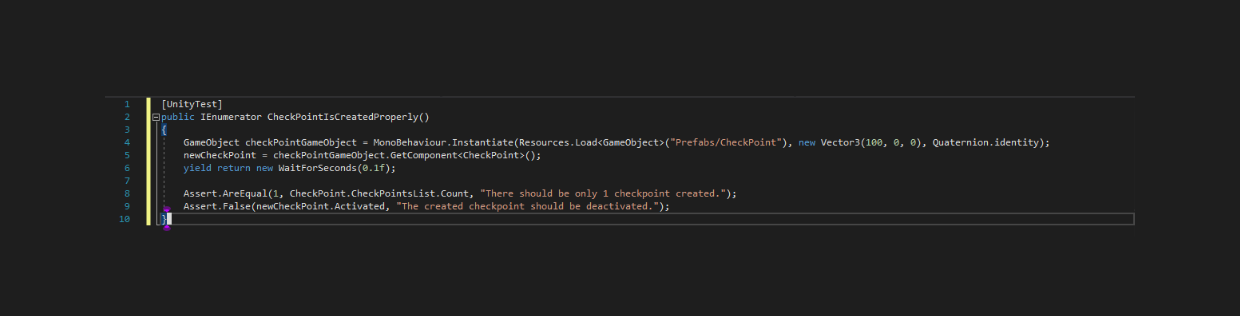 1 [UnityTest]
2 public IEnumerator CheckPointIsCreatedProperly()
3 {
4 GameObject checkPointGameObject = MonoBehaviour.Instantiate(Resources.Load<GameObject>("Prefabs/CheckPoint"), new Vector3(100, 0, 0), Quaternion.identity);
5 newCheckPoint = checkPointGameObject.GetComponent<CheckPoint>();
6 yield return new WaitForSeconds(0.1f);
7
8 Assert.AreEqual(1, CheckPoint.CheckPointsList.Count, "There should be only 1 checkpoint created.");
9 Assert.False(newCheckPoint.Activated, "The created checkpoint should be deactivated.");
10 }